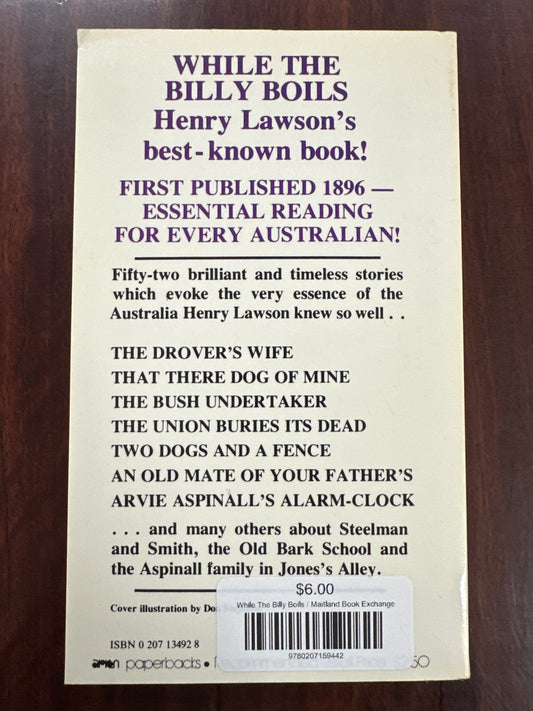 WHILE THE
BILLY BOILS
Henry Lawson's
best-known book!
FIRST PUBLISHED 1896 —
ESSENTIAL READING
FOR EVERY AUSTRALIAN!
Fifty-two brilliant and timeless stories
which evoke the very essence of the
Australia Henry Lawson knew so well . .
THE DROVER'S WIFE
THAT THERE DOG OF MINE
THE BUSH UNDERTAKER
THE UNION BURIES ITS DEAD
TWO DOGS AND A FENCE
AN OLD MATE OF YOUR FATHER'S
ARVIE ASPINALL'S ALARM-CLOCK
. . . and many others about Steelman
and Smith, the Old Bark School and
the Aspinall family in Jones's Alley.
$6.00
While The Billy Boils / Maitland Book Exchange
9780207159442
Cover illustration by
ISBN 0 207 13492 8
paperbacks •